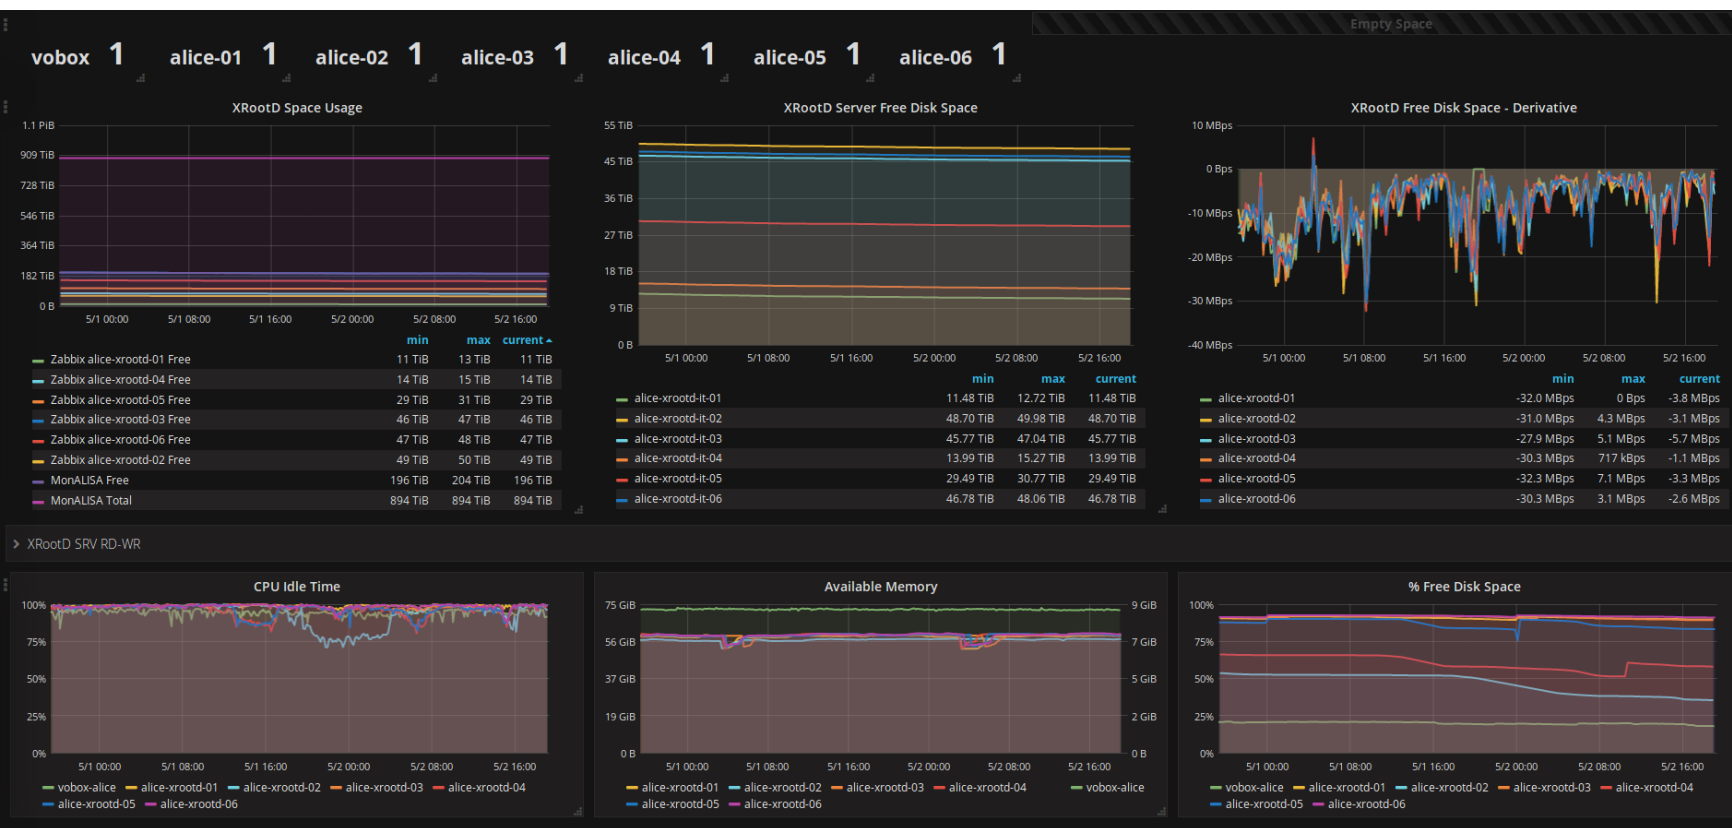 Empty Space
vobox 1 alice-01 1 alice-02 1 alice-03 1 alice-04 1 alice-05 1 alice-06 1
XRootD Space Usage
1.1 PiB
909 TiB
728 TiB
546 TiB
364 TiB
182 TiB
0 B
5/1 00:00 5/1 08:00 5/1 16:00 5/2 00:00 5/2 08:00 5/2 16:00
min max current
Zabbix alice-xrootd-01 Free 11 TiB 13 TiB 11 TiB
Zabbix alice-xrootd-04 Free 14 TiB 15 TiB 14 TiB
Zabbix alice-xrootd-05 Free 29 TiB 31 TiB 29 TiB
Zabbix alice-xrootd-03 Free 46 TiB 47 TiB 46 TiB
Zabbix alice-xrootd-06 Free 47 TiB 48 TiB 47 TiB
Zabbix alice-xrootd-02 Free 49 TiB 50 TiB 49 TiB
MonALISA Free 196 TiB 204 TiB 196 TiB
MonALISA Total 894 TiB 894 TiB 894 TiB
XRootD Server Free Disk Space
55 TiB
45 TiB
36 TiB
27 TiB
18 TiB
9 TiB
0 B
5/1 00:00 5/1 08:00 5/1 16:00 5/2 00:00 5/2 08:00 5/2 16:00
min max current
alice-xrootd-it-01 11.48 TiB 12.72 TiB 11.48 TiB
alice-xrootd-it-02 48.70 TiB 49.98 TiB 48.70 TiB
alice-xrootd-it-03 45.77 TiB 47.04 TiB 45.77 TiB
alice-xrootd-it-04 13.99 TiB 15.27 TiB 13.99 TiB
alice-xrootd-it-05 29.49 TiB 30.77 TiB 29.49 TiB
alice-xrootd-it-06 46.78 TiB 48.06 TiB 46.78 TiB
XRootD Free Disk Space - Derivative
10 MBps
0 Bps
-10 MBps
-20 MBps
-30 MBps
-40 MBps
5/1 00:00 5/1 08:00 5/1 16:00 5/2 00:00 5/2 08:00 5/2 16:00
min max current
alice-xrootd-01 -32.0 MBps 0 Bps -3.8 MBps
alice-xrootd-02 -31.0 MBps 4.3 MBps -3.1 MBps
alice-xrootd-03 -27.9 MBps 5.1 MBps -5.7 MBps
alice-xrootd-04 -30.3 MBps 717 kBps -1.1 MBps
alice-xrootd-05 -32.3 MBps 7.1 MBps -3.3 MBps
alice-xrootd-06 -30.3 MBps 3.1 MBps -2.6 MBps
XRootD SRV RD-WR
CPU Idle Time
100%
75%
50%
25%
0%
5/1 00:00 5/1 08:00 5/1 16:00 5/2 00:00 5/2 08:00 5/2 16:00
vobox-alice alice-xrootd-01 alice-xrootd-02 alice-xrootd-03 alice-xrootd-04
alice-xrootd-05 alice-xrootd-06
Available Memory
75 GiB 9 GiB
56 GiB 7 GiB
37 GiB 5 GiB
19 GiB 2 GiB
0 B 0 B
5/1 00:00 5/1 08:00 5/1 16:00 5/2 00:00 5/2 08:00 5/2 16:00
alice-xrootd-01 alice-xrootd-02 alice-xrootd-03 alice-xrootd-04 vobox-alice
alice-xrootd-05 alice-xrootd-06
% Free Disk Space
100%
75%
50%
25%
0%
5/1 00:00 5/1 08:00 5/1 16:00 5/2 00:00 5/2 08:00 5/2 16:00
vobox-alice alice-xrootd-01 alice-xrootd-02 alice-xrootd-03 alice-xrootd-04
alice-xrootd-05 alice-xrootd-06